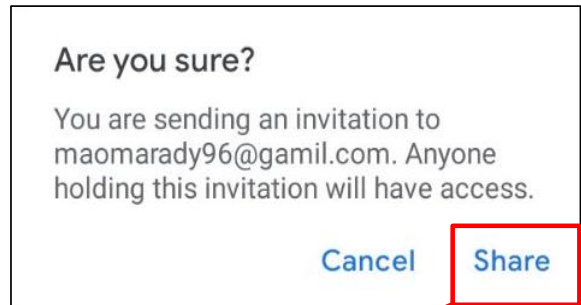 Are you sure?
You are sending an invitation to
maomarady96@gamil.com. Anyone
holding this invitation will have access.
Cancel Share